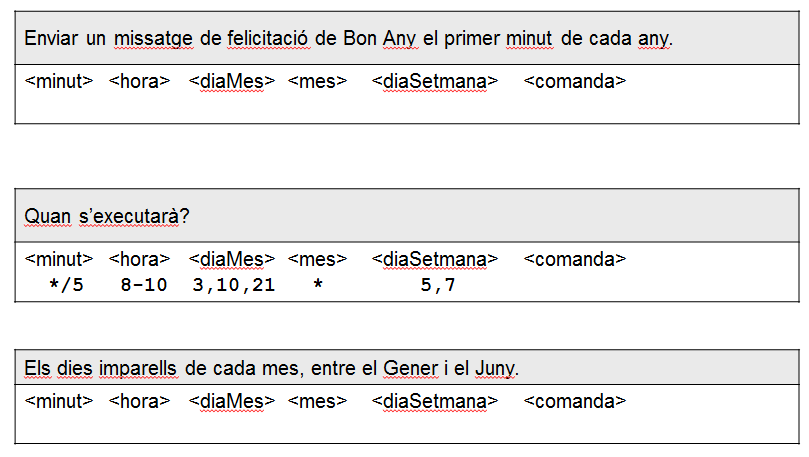 Enviar un missatge de felicitació de Bon Any el primer minut de cada any.
<minut> <hora> <diaMes> <mes> <diaSetmana> <comanda>
Quan s’executarà?
<minut> <hora> <diaMes> <mes> <diaSetmana> <comanda>
*/5 8-10 3,10,21 * 5,7
Els dies imparells de cada mes, entre el Gener i el Juny.
<minut> <hora> <diaMes> <mes> <diaSetmana> <comanda>